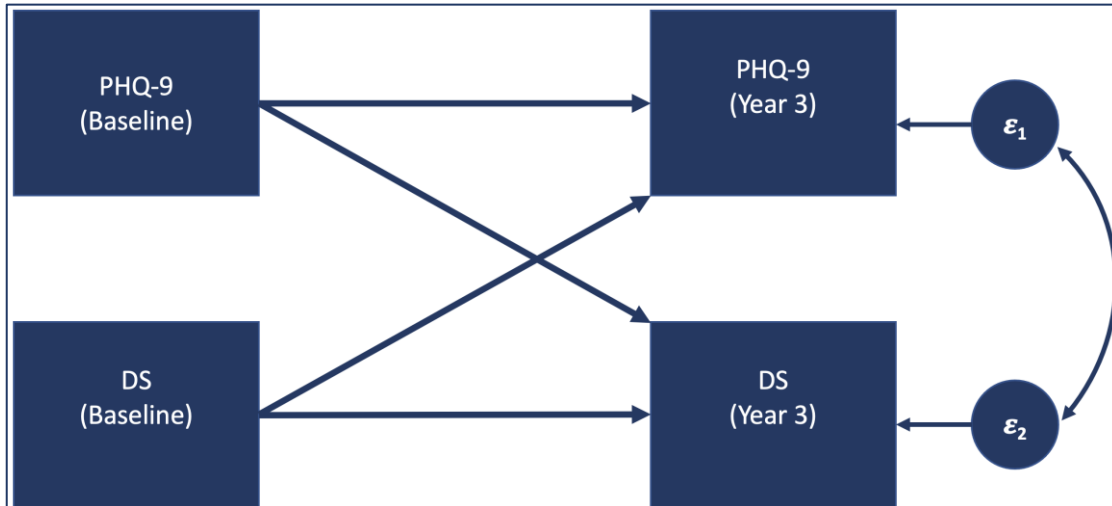 PHQ-9
(Baseline)
PHQ-9
(Year 3)
ε₁
DS
(Baseline)
DS
(Year 3)
ε₂